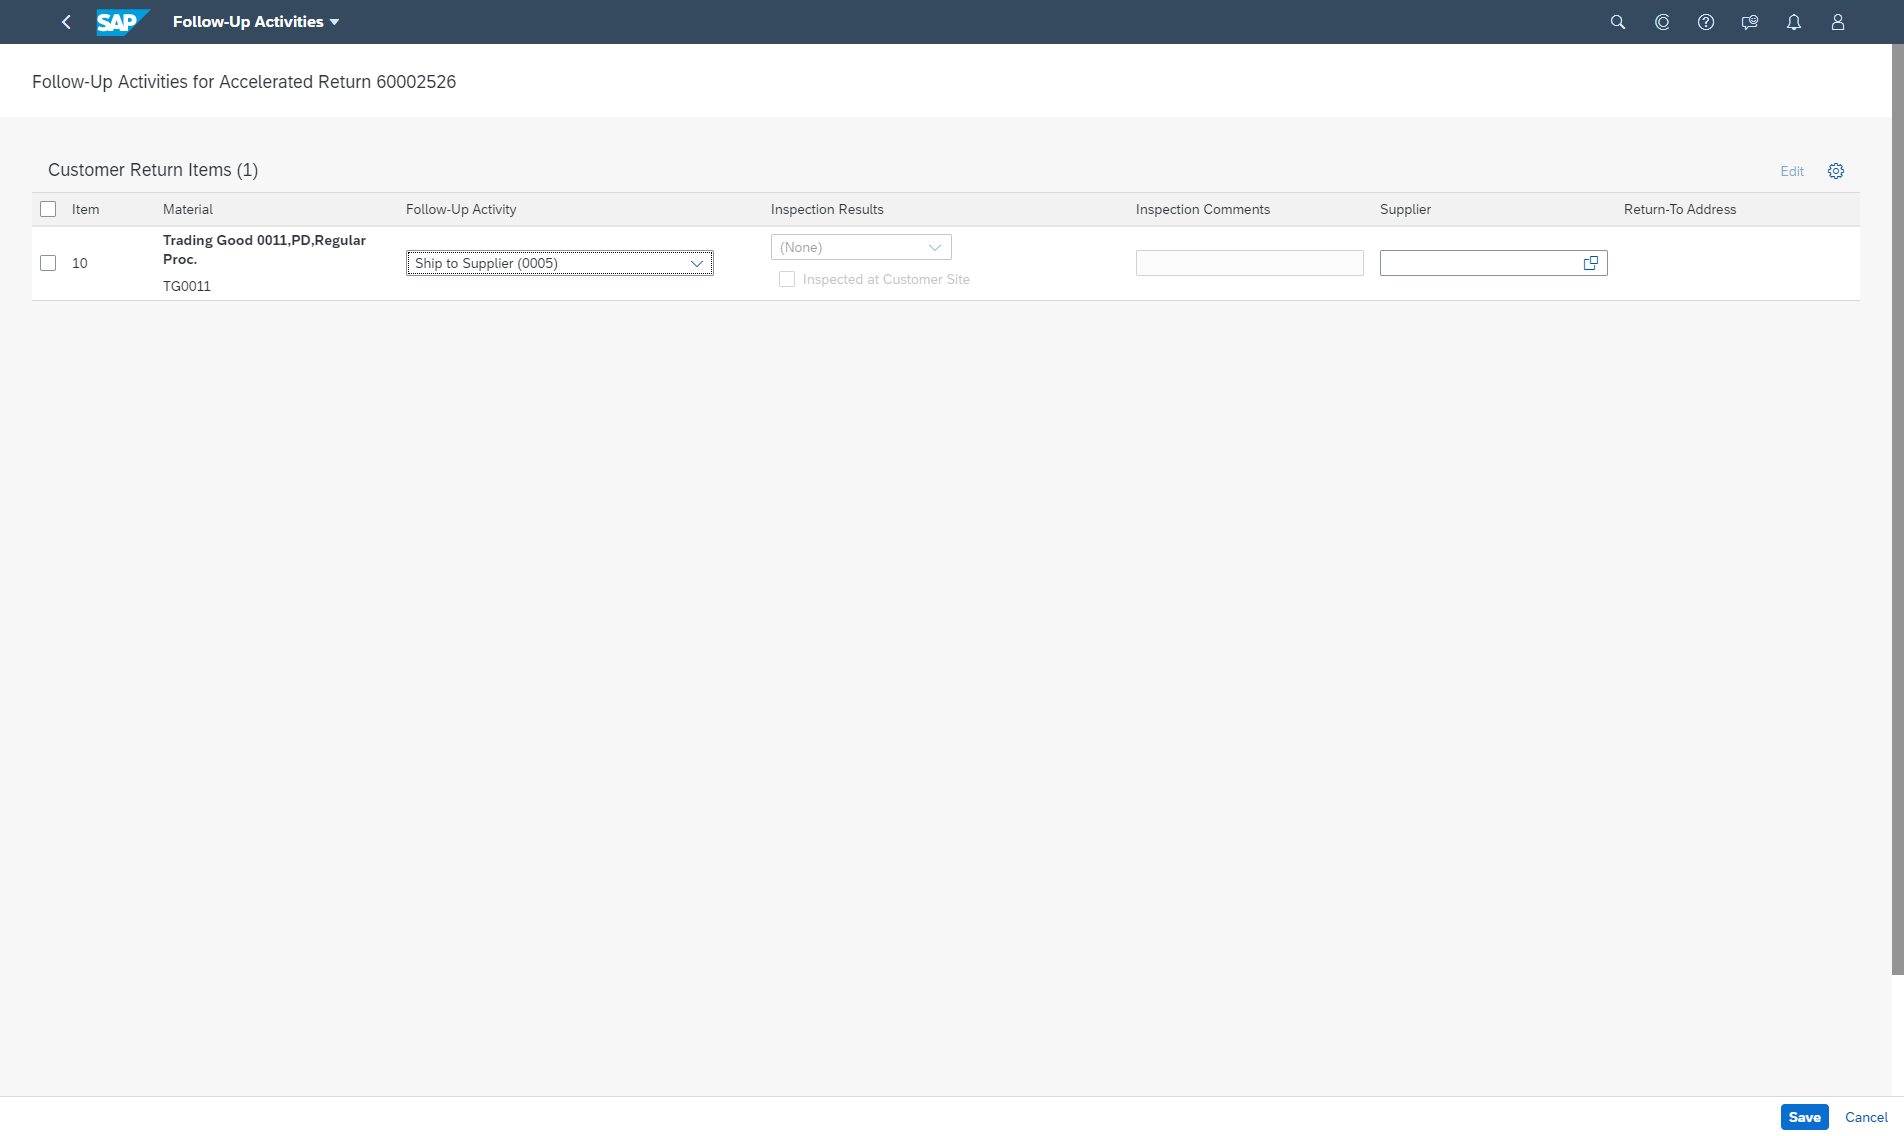 SAP Follow-Up Activities
Follow-Up Activities for Accelerated Return 60002526
Customer Return Items (1)
Edit
Item Material Follow-Up Activity Inspection Results Inspection Comments Supplier Return-To Address
10
Trading Good 0011,PD,Regular
Proc.
TG0011
Ship to Supplier (0005)
(None)
Inspected at Customer Site
Save Cancel